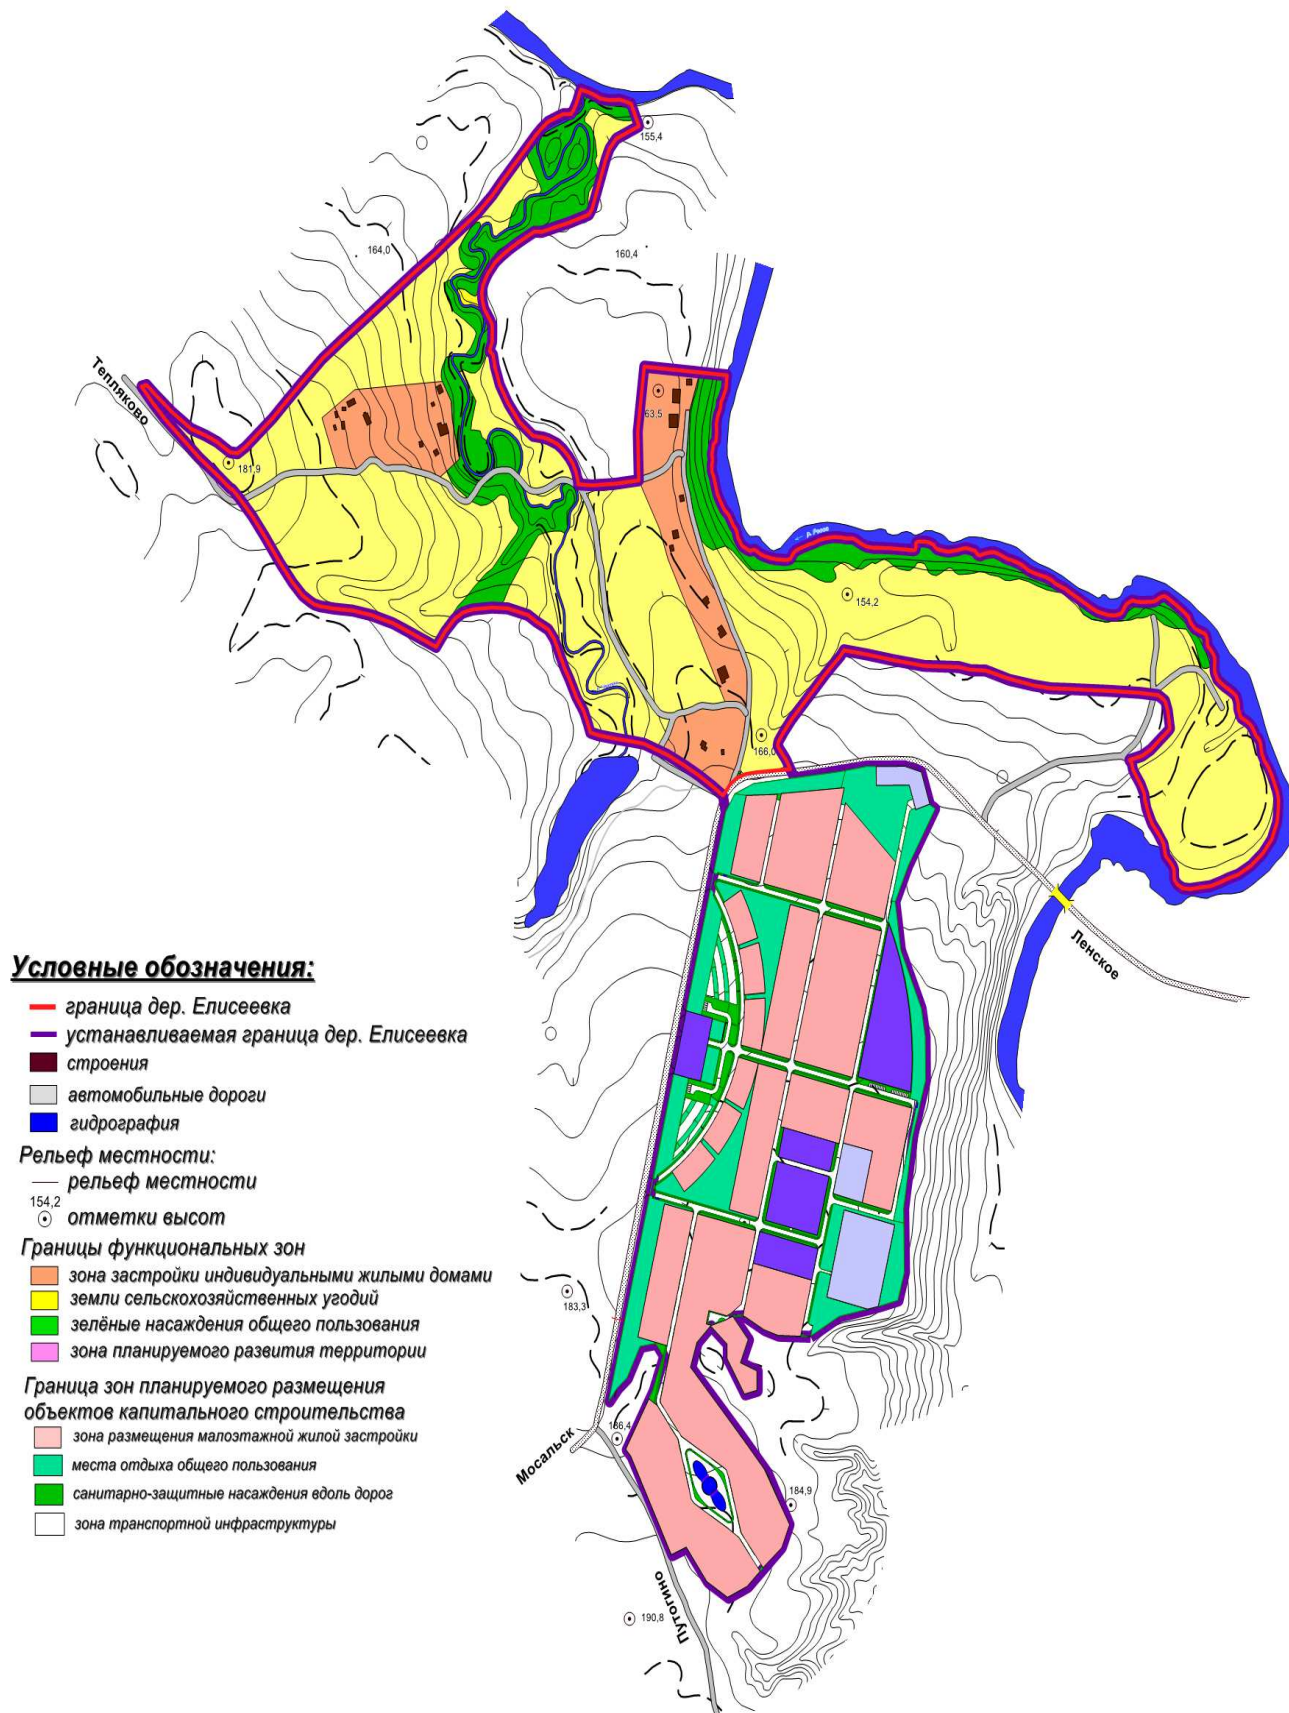 155,4
164,0
160,4
Тепляково
63,5
181,9
154,2
166,0
Ленское
Условные обозначения:
граница дер. Елисеевка
устанавливаемая граница дер. Елисеевка
строения
автомобильные дороги
гидрография
Рельеф местности:
рельеф местности
154,2
отметки высот
Границы функциональных зон
зона застройки индивидуальными жилыми домами
земли сельскохозяйственных угодий
зелёные насаждения общего пользования
зона планируемого развития территории
Граница зон планируемого размещения
объектов капитального строительства
зона размещения малоэтажной жилой застройки
места отдыха общего пользования
санитарно-защитные насаждения вдоль дорог
зона транспортной инфраструктуры
183,3
186,4
Мосальск
184,9
Путогино
190,8